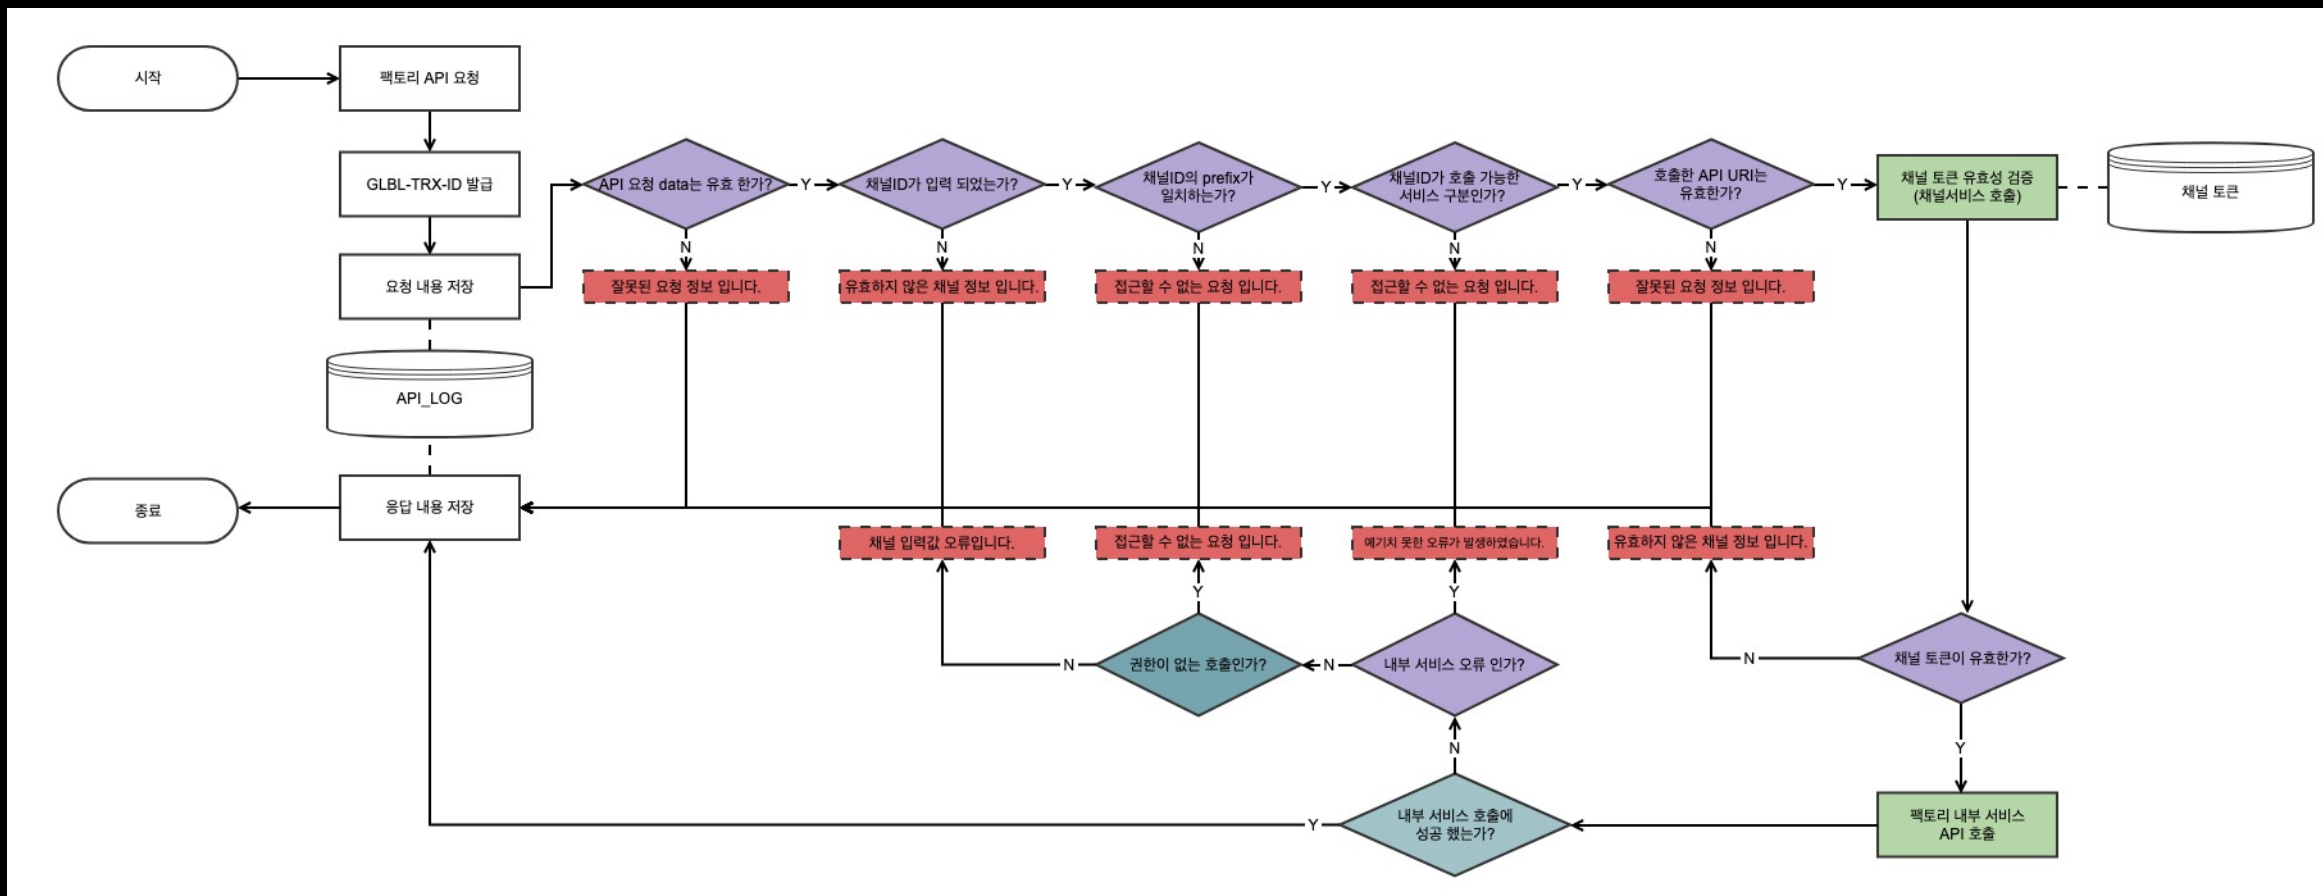 시작
팩토리 API 요청
GLBL-TRX-ID 발급
요청 내용 저장
API_LOG
응답 내용 저장
종료
API 요청 data는 유효 한가?
Y
채널ID가 입력 되었는가?
Y
채널ID의 prefix가
일치하는가?
Y
채널ID가 호출 가능한
서비스 구분인가?
Y
호출한 API URI는
유효한가?
Y
채널 토큰 유효성 검증
(채널서비스 호출)
채널 토큰
N
N
N
N
N
잘못된 요청 정보 입니다.
유효하지 않은 채널 정보 입니다.
접근할 수 없는 요청 입니다.
접근할 수 없는 요청 입니다.
잘못된 요청 정보 입니다.
채널 입력값 오류입니다.
접근할 수 없는 요청 입니다.
예기치 못한 오류가 발생하였습니다.
유효하지 않은 채널 정보 입니다.
Y
Y
N
권한이 없는 호출인가?
N
내부 서비스 오류 인가?
N
채널 토큰이 유효한가?
N
Y
Y
내부 서비스 호출에
성공 했는가?
팩토리 내부 서비스
API 호출